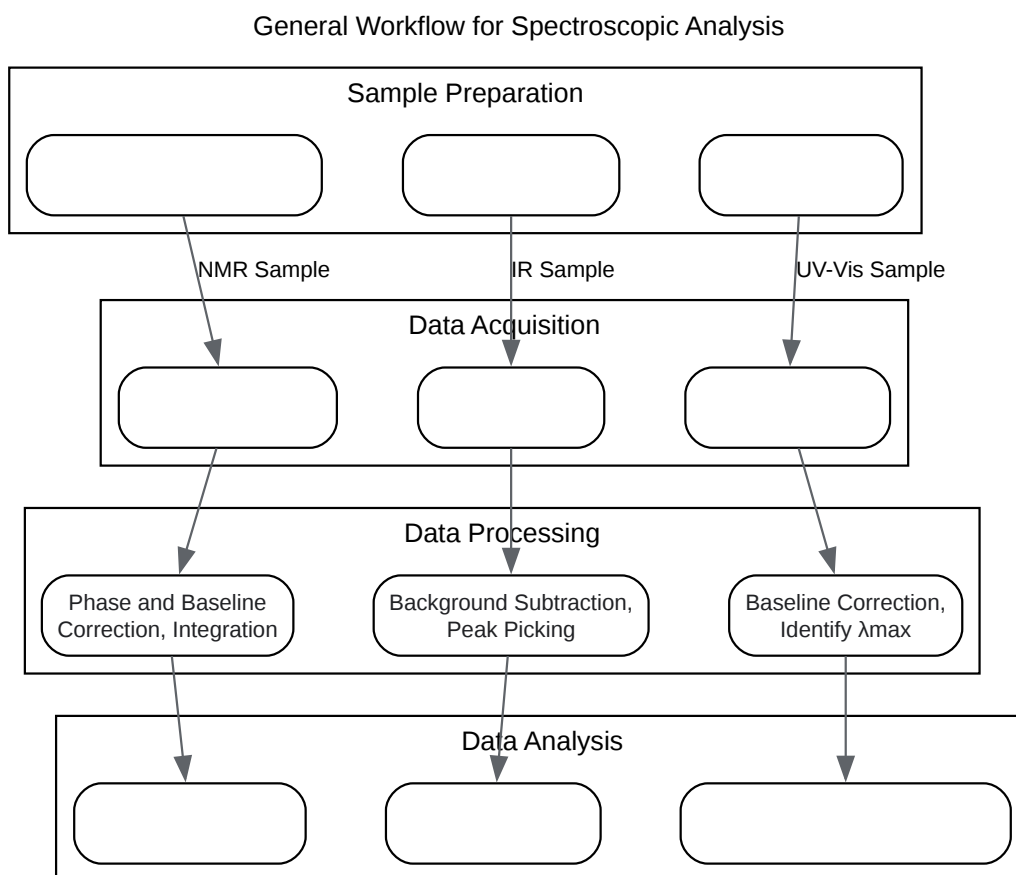 General Workflow for Spectroscopic Analysis
Sample Preparation
NMR Sample
IR Sample
UV-Vis Sample
Data Acquisition
Data Processing
Phase and Baseline
Correction, Integration
Background Subtraction,
Peak Picking
Baseline Correction,
Identify λmax
Data Analysis